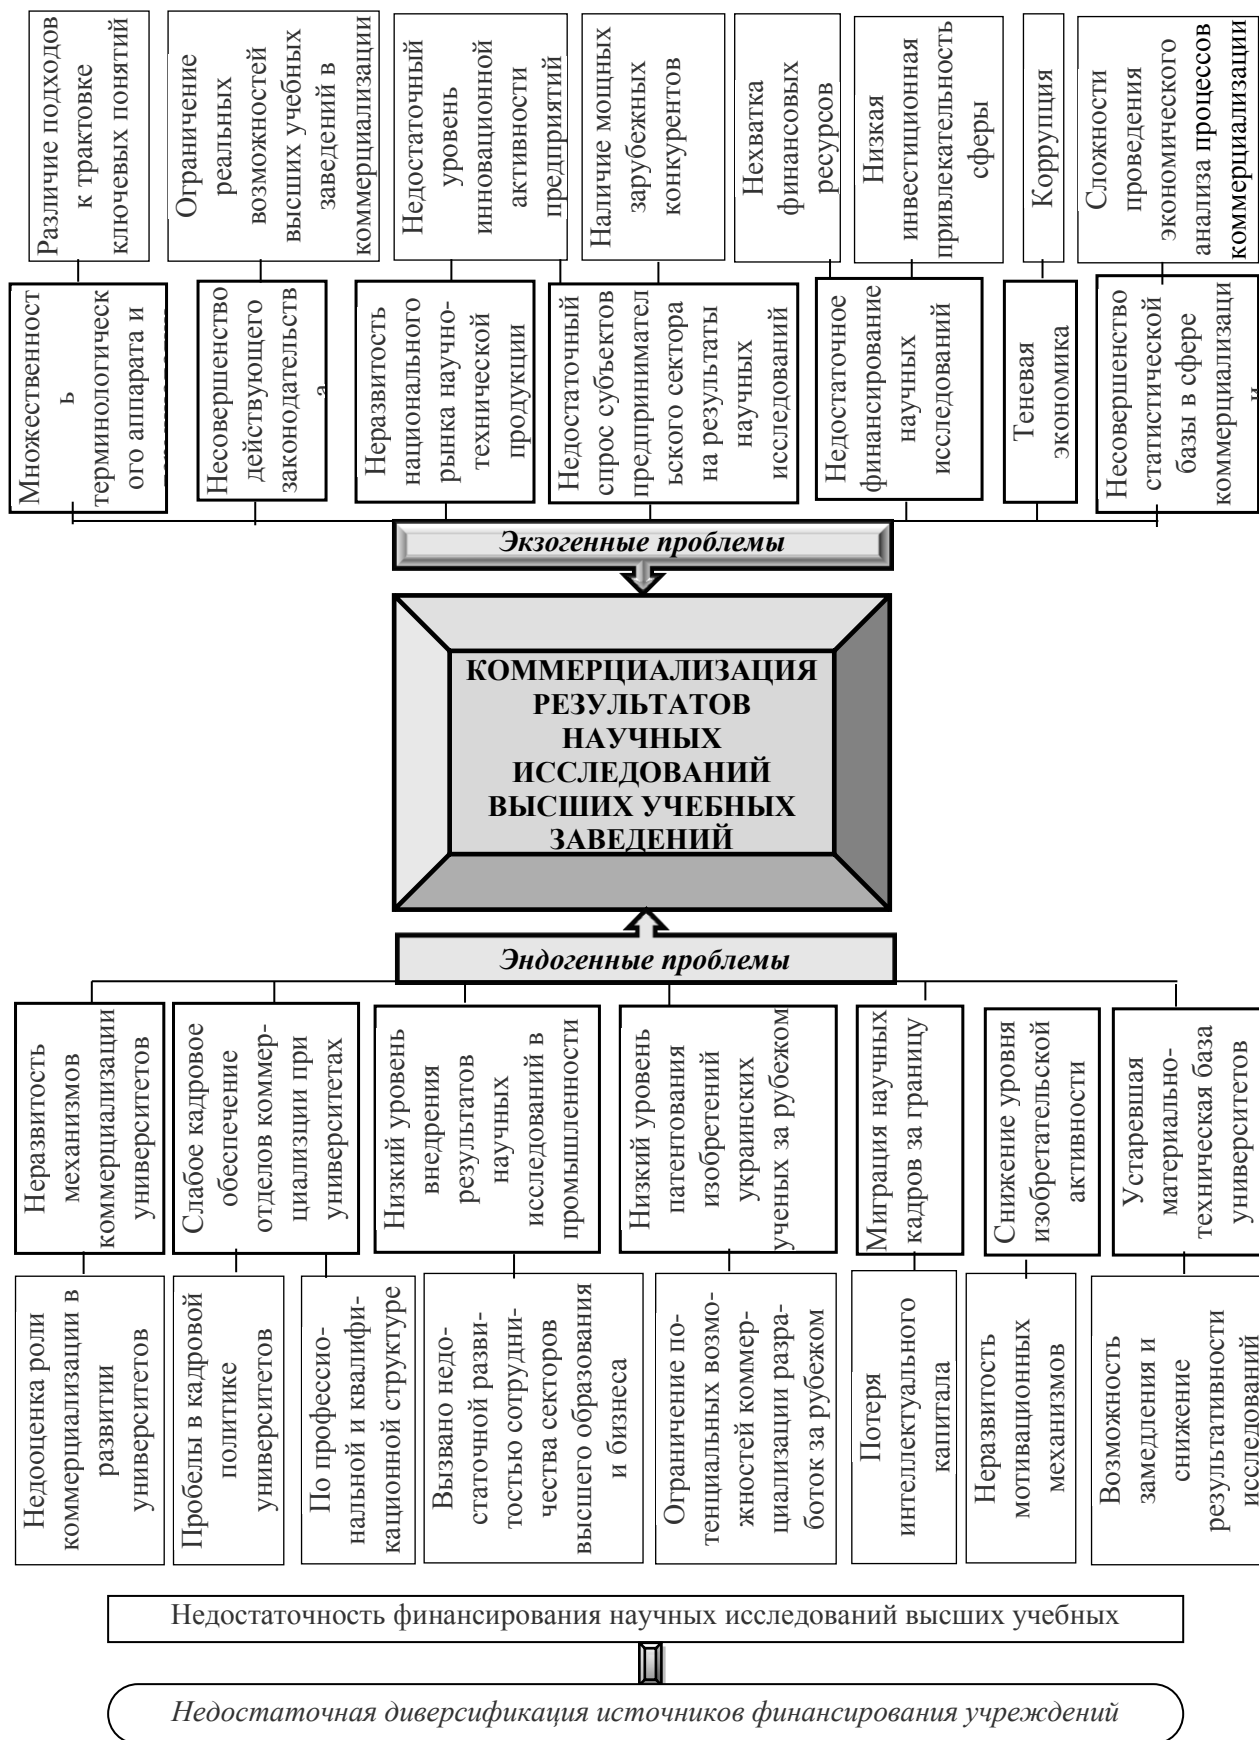 Различие подходов
к трактовке
ключевых понятий
Ограничение
реальных
возможностей
высших учебных
заведений в
коммерциализации
Недостаточный
уровень
инновационной
активности
предприятий
Наличие мощных
зарубежных
конкурентов
Нехватка
финансовых
ресурсов
Низкая
инвестиционная
привлекательность
сферы
Коррупция
Сложности
проведения
экономического
анализа процессов
коммерциализации
Множественност
ь
терминологическ
ого аппарата и
Несовершенство
действующего
законодательств
а
Неразвитость
национального
рынка научно-
технической
продукции
Недостаточный
спрос субъектов
предпринимател
ьского сектора
на результаты
научных
исследований
Недостаточное
финансирование
научных
исследований
Теневая
экономика
Несовершенство
статистической
базы в сфере
коммерциализаци
и
Экзогенные проблемы
КОММЕРЦИАЛИЗАЦИЯ
РЕЗУЛЬТАТОВ
НАУЧНЫХ
ИССЛЕДОВАНИЙ
ВЫСШИХ УЧЕБНЫХ
ЗАВЕДЕНИЙ
Эндогенные проблемы
Неразвитость
механизмов
коммерциализации
университетов
Слабое кадровое
обеспечение
отделов коммер-
циализции при
университетах
Низкий уровень
внедрения
результатов
научных
исследований в
промышленности
Низкий уровень
патентования
изобретений
украинских
ученых за рубежом
Миграция научных
кадров за границу
Снижение уровня
изобретательской
активности
Устаревшая
материально-
техническая база
университетов
Недооценка роли
коммерциализации в
развитии
университетов
Пробелы в кадровой
политике
университетов
По профессио-
нальной и квалифи-
кационной структуре
Вызвано недо-
статочной разви-
тостью сотрудни-
чества секторов
высшего образования
и бизнеса
Ограничение по-
тенциальных возмо-
жностей коммер-
циализации разра-
боток за рубежом
Потеря
интеллектуального
капитала
Неразвитость
мотивационных
механизмов
Возможность
замедления и
снижение
результативности
исследований
Недостаточность финансирования научных исследований высших учебных
Недостаточная диверсификация источников финансирования учреждений